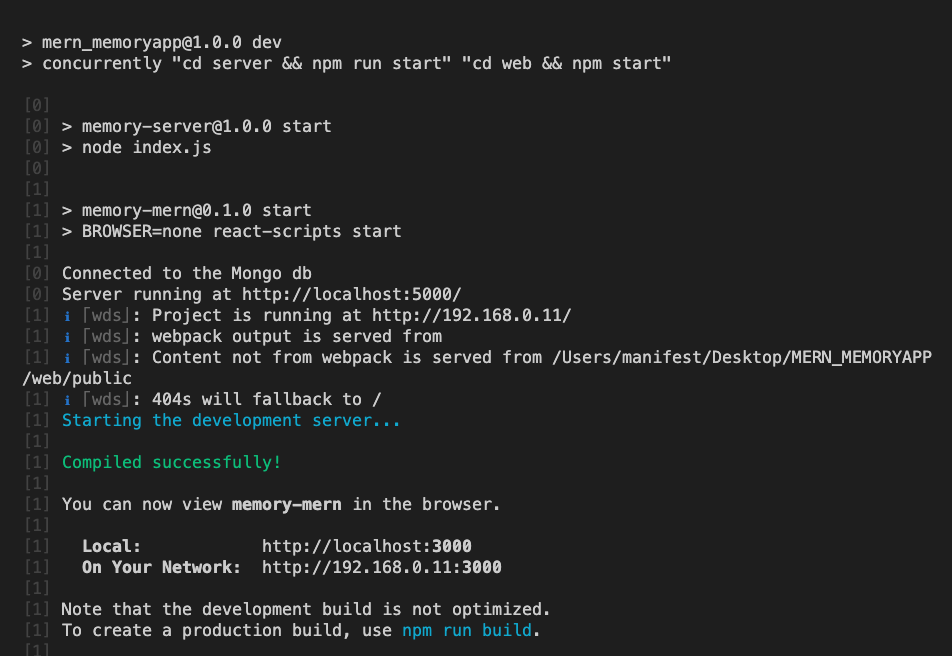 > mern_memoryapp@1.0.0 dev
> concurrently "cd server && npm run start" "cd web && npm start"
[0]
[0] > memory-server@1.0.0 start
[0] > node index.js
[0]
[1]
[1] > memory-mern@0.1.0 start
[1] > BROWSER=none react-scripts start
[1]
[0] Connected to the Mongo db
[0] Server running at http://localhost:5000/
[1] ℹ ｢wds｣: Project is running at http://192.168.0.11/
[1] ℹ ｢wds｣: webpack output is served from
[1] ℹ ｢wds｣: Content not from webpack is served from /Users/manifest/Desktop/MERN_MEMORYAPP
/web/public
[1] ℹ ｢wds｣: 404s will fallback to /
[1] Starting the development server...
[1]
[1] Compiled successfully!
[1]
[1] You can now view memory-mern in the browser.
[1]
[1]   Local:            http://localhost:3000
[1]   On Your Network:  http://192.168.0.11:3000
[1]
[1] Note that the development build is not optimized.
[1] To create a production build, use npm run build.
[1]